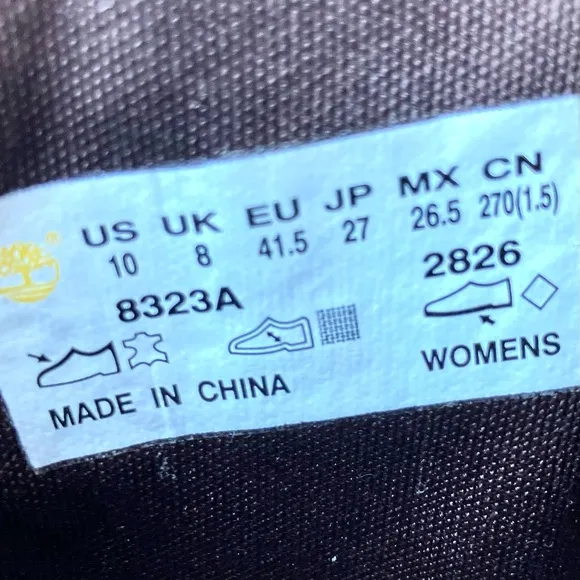 US UK EU JP MX CN
10 8 41.5 27 26.5 270(1.5)
8323A 2826
WOMENS
MADE IN CHINA